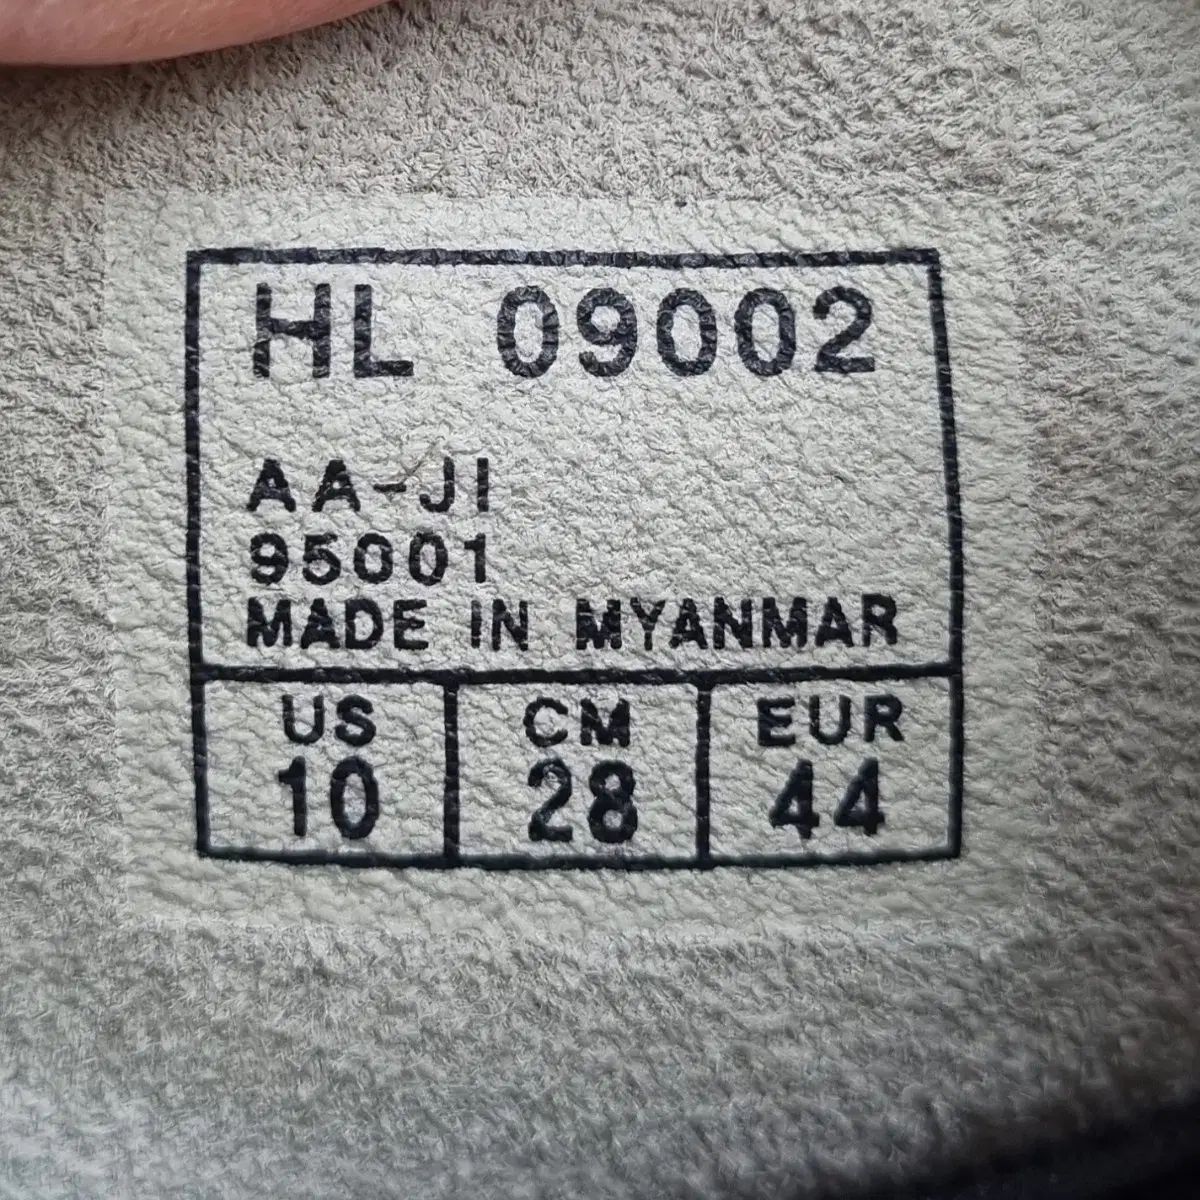 HL 09002
AA-JI
95001
MADE IN MYANMAR
US CM EUR
10 28 44